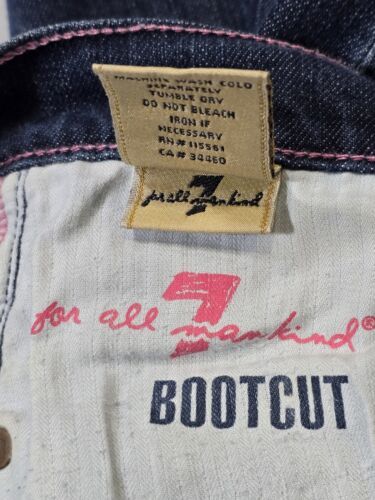 MACHINE WASH COLD
SEPARATELY
TUMBLE DRY
DO NOT BLEACH
IRON IF
NECESSARY
RN# 115561
CA# 34460
7
for all mankind
7
for all mankind®
BOOTCUT